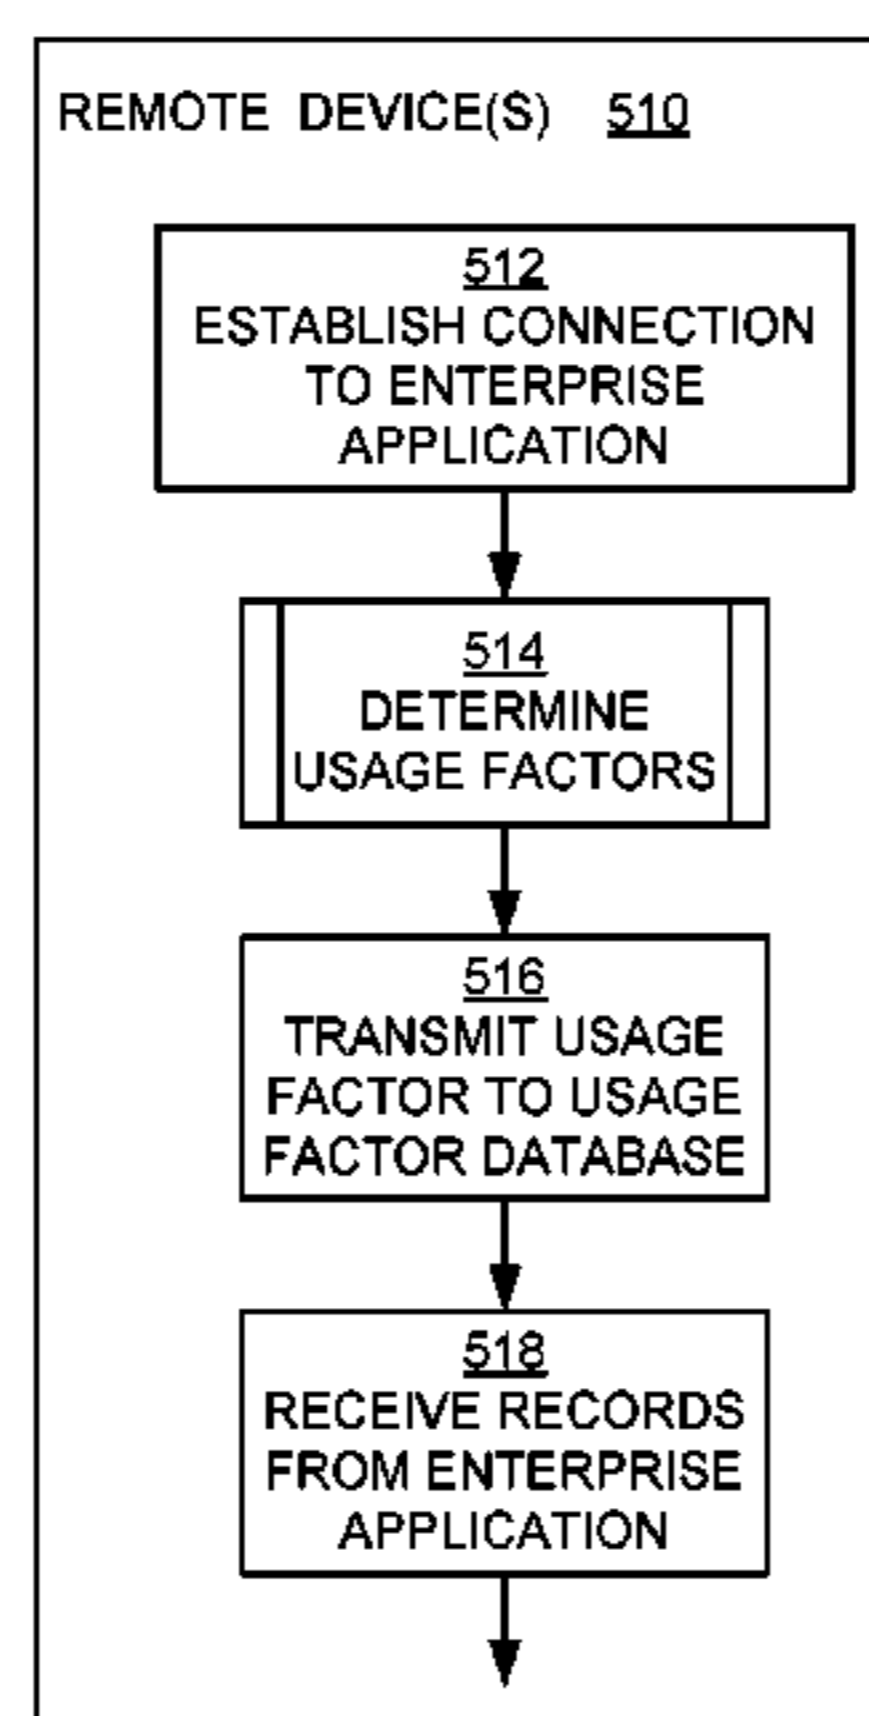 REMOTE DEVICE(S) 510
512
ESTABLISH CONNECTION
TO ENTERPRISE
APPLICATION
514
DETERMINE
USAGE FACTORS
516
TRANSMIT USAGE
FACTOR TO USAGE
FACTOR DATABASE
518
RECEIVE RECORDS
FROM ENTERPRISE
APPLICATION